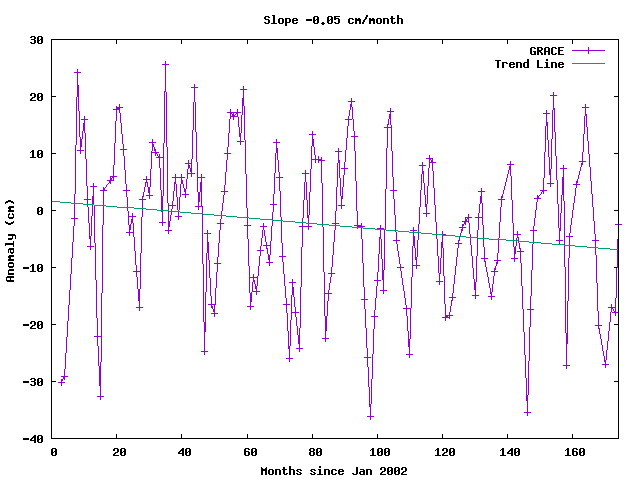 Slope -0.05 cm/month
GRACE
Trend Line
30
20
10
0
-10
-20
-30
-40
Anomaly (cm)
0 20 40 60 80 100 120 140 160
Months since Jan 2002